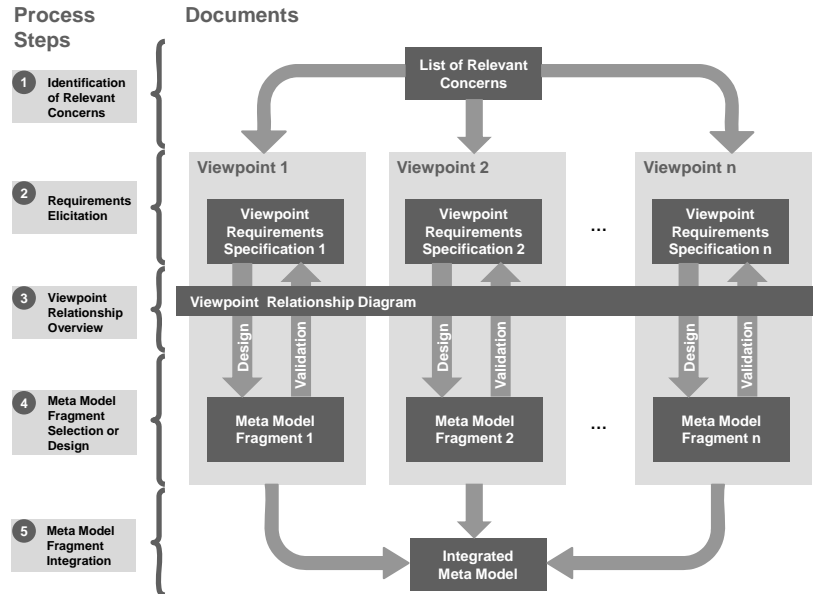 Process
Steps
Documents
1
Identification
of Relevant
Concerns
List of Relevant
Concerns
2
Requirements
Elicitation
Viewpoint 1
Viewpoint 2
Viewpoint n
Viewpoint
Requirements
Specification 1
Viewpoint
Requirements
Specification 2
...
Viewpoint
Requirements
Specification n
3
Viewpoint
Relationship
Overview
Viewpoint Relationship Diagram
Design
Validation
Design
Validation
Design
Validation
4
Meta Model
Fragment
Selection or
Design
Meta Model
Fragment 1
Meta Model
Fragment 2
...
Meta Model
Fragment n
5
Meta Model
Fragment
Integration
Integrated
Meta Model